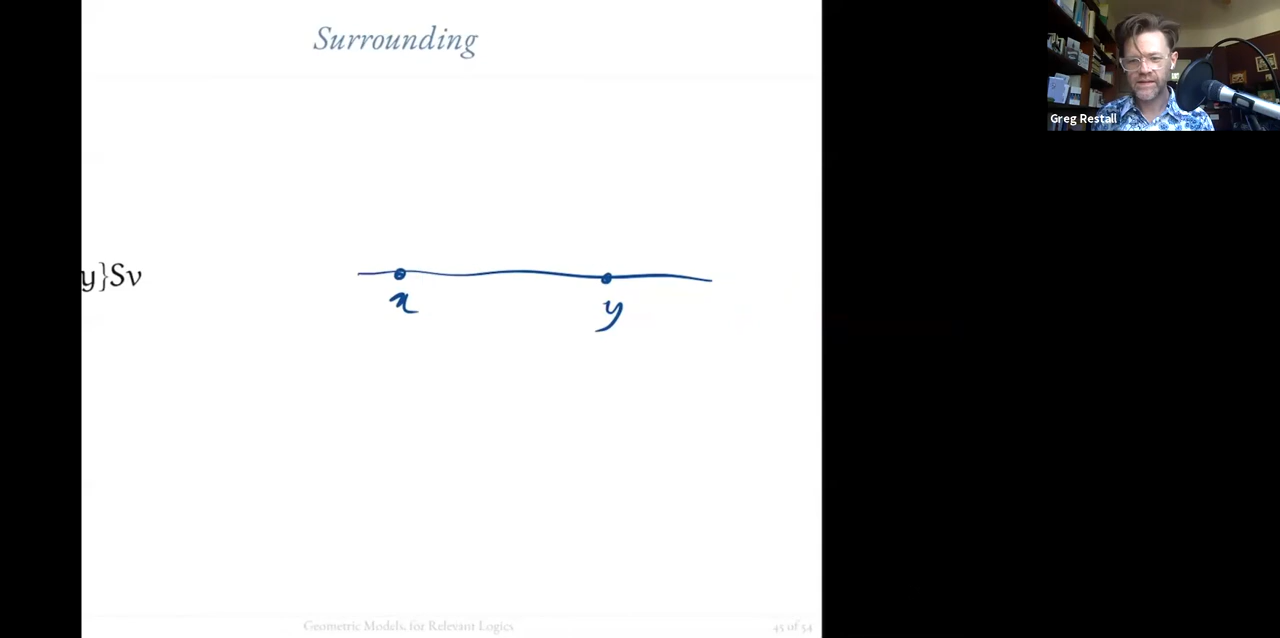 Surrounding
Greg Restall
y}Sv
x
y
Geometric Models, for Relevant Logics
45 of 54